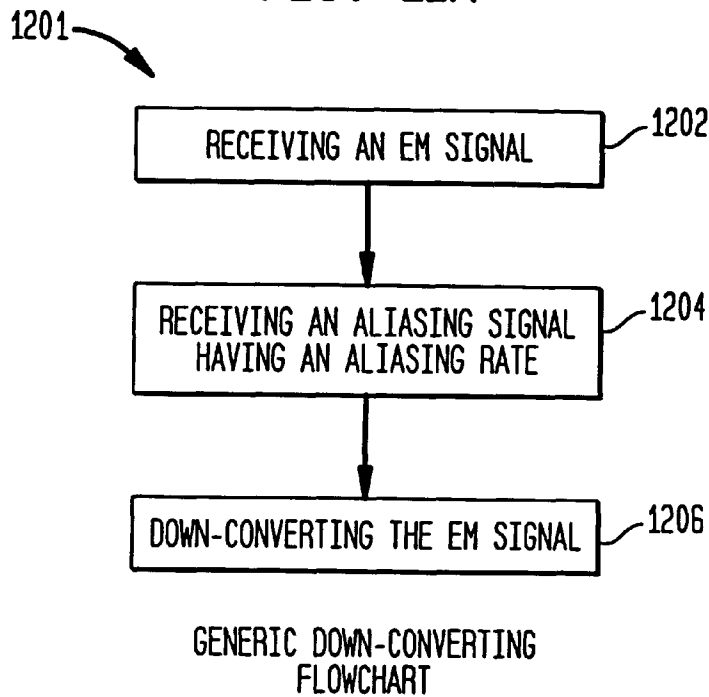 1201
RECEIVING AN EM SIGNAL
1202
RECEIVING AN ALIASING SIGNAL
HAVING AN ALIASING RATE
1204
DOWN-CONVERTING THE EM SIGNAL
1206
GENERIC DOWN-CONVERTING
FLOWCHART